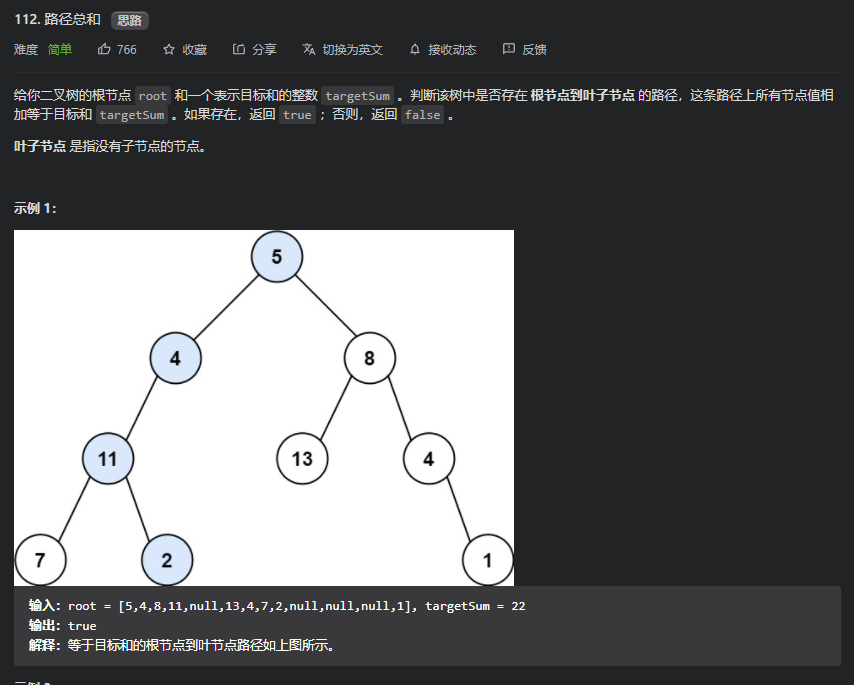 112. 路径总和 思路
难度 简单 766 收藏 分享 切换为英文 接收动态 反馈
给你二叉树的根节点 root 和一个表示目标和的整数 targetSum 。判断该树中是否存在 根节点到叶子节点 的路径，这条路径上所有节点值相
加等于目标和 targetSum 。如果存在，返回 true ；否则，返回 false 。
叶子节点 是指没有子节点的节点。
示例 1：
5
4 8
11 13 4
7 2 1
输入：root = [5,4,8,11,null,13,4,7,2,null,null,null,1], targetSum = 22
输出：true
解释：等于目标和的根节点到叶节点路径如上图所示。